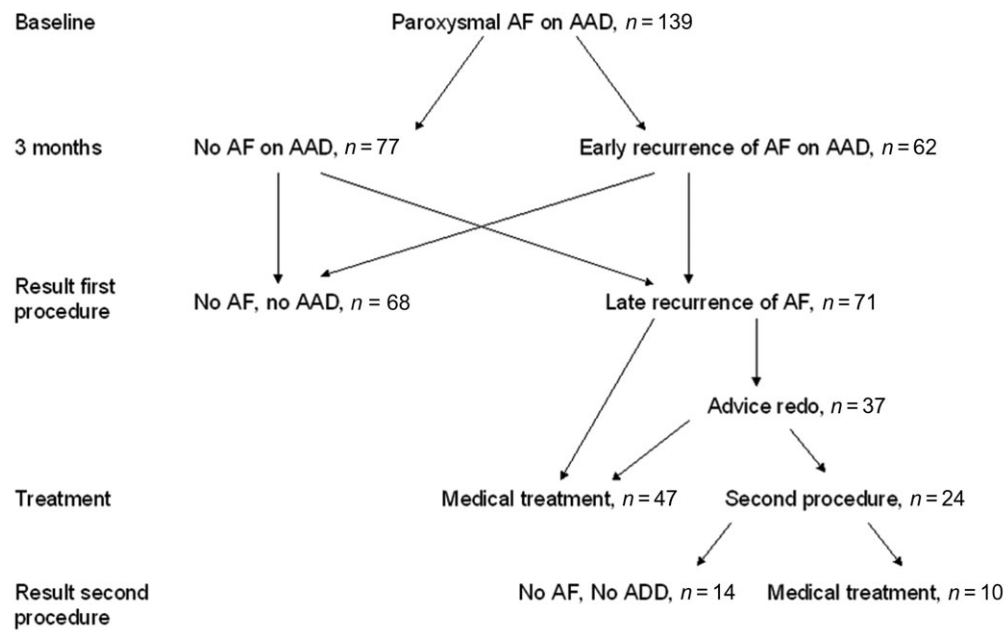 Baseline
Paroxysmal AF on AAD, n = 139
3 months
No AF on AAD, n = 77
Early recurrence of AF on AAD, n = 62
Result first
procedure
No AF, no AAD, n = 68
Late recurrence of AF, n = 71
Advice redo, n = 37
Treatment
Medical treatment, n = 47
Second procedure, n = 24
Result second
procedure
No AF, No ADD, n = 14
Medical treatment, n = 10